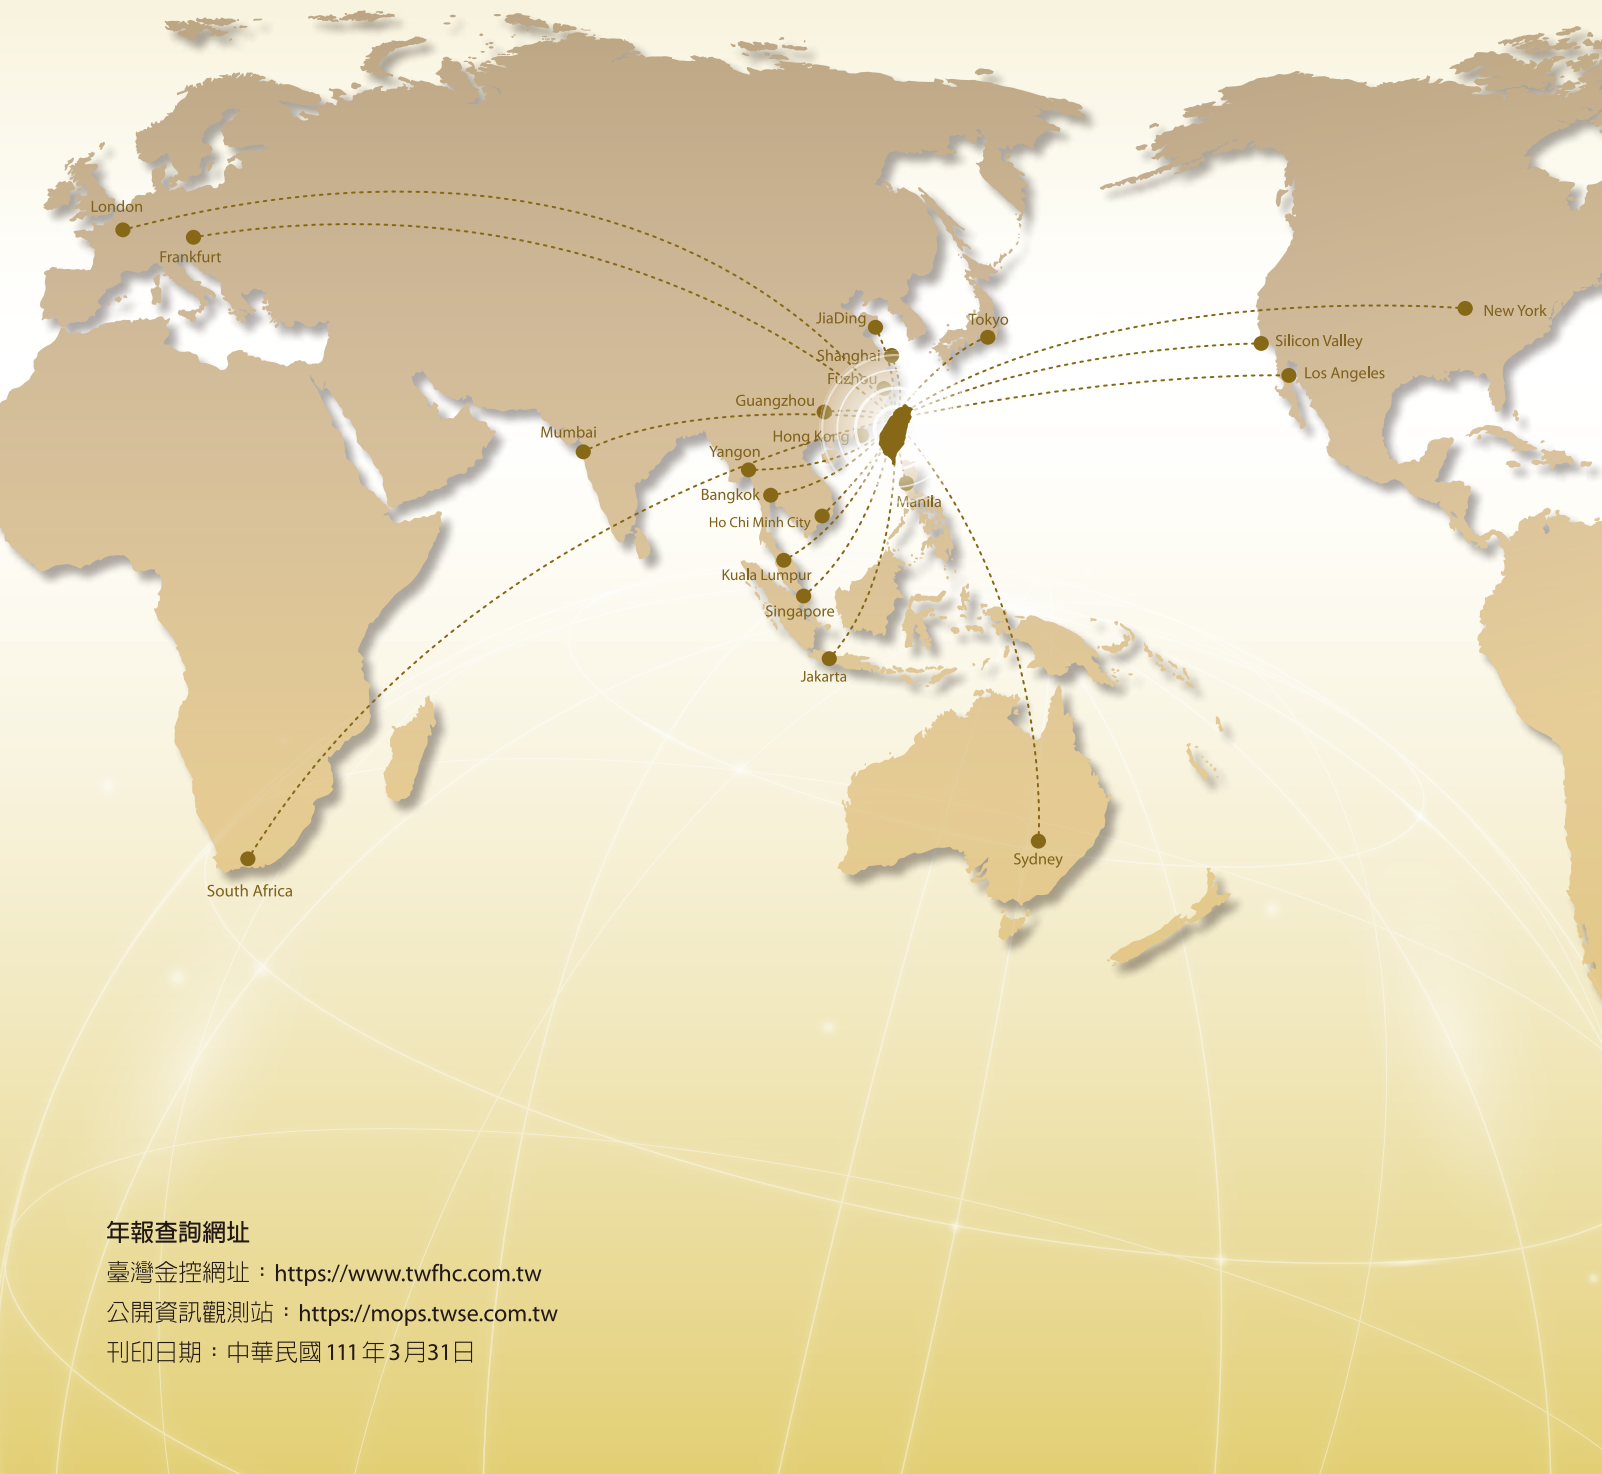 London
Frankfurt
JiaDing
Tokyo
New York
Shanghai
Silicon Valley
Fuzhou
Los Angeles
Guangzhou
Mumbai
Hong Kong
Yangon
Bangkok
Manila
Ho Chi Minh City
Kuala Lumpur
Singapore
Jakarta
Sydney
South Africa
年報查詢網址
臺灣金控網址：https://www.twfhc.com.tw
公開資訊觀測站：https://mops.twse.com.tw
刊印日期：中華民國 111 年 3 月31日